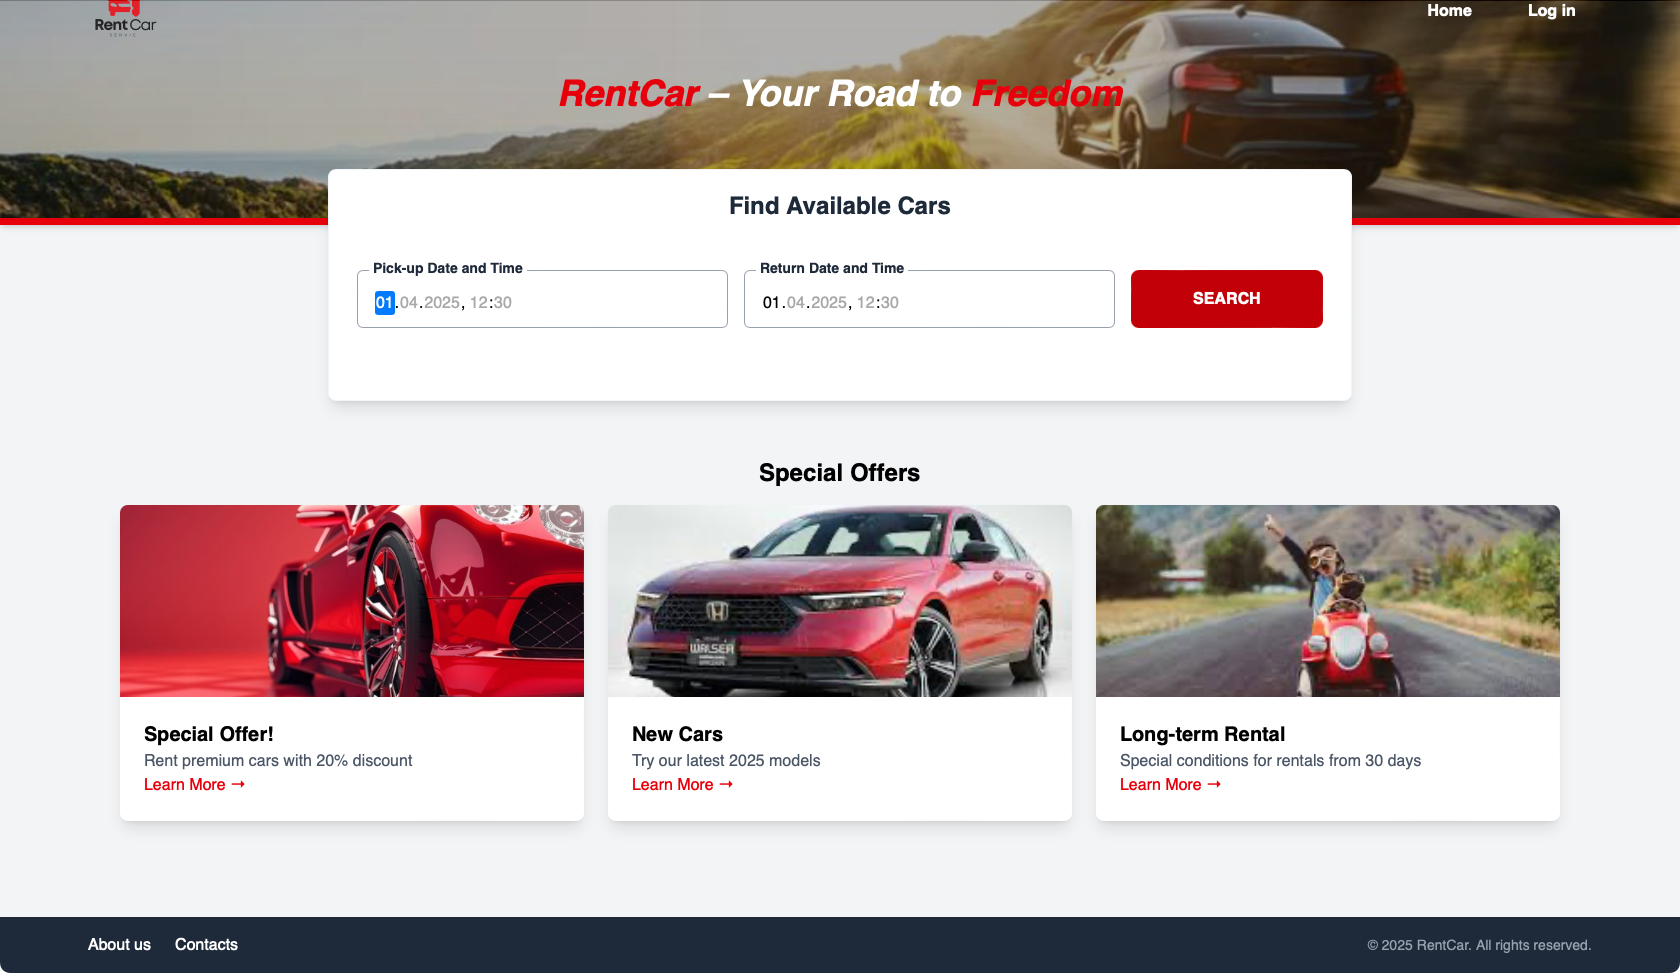 RentCar
SERVIS
Home
Log in
RentCar – Your Road to Freedom
Find Available Cars
Pick-up Date and Time
01.04.2025, 12:30
Return Date and Time
01.04.2025, 12:30
SEARCH
Special Offers
WALSER
Special Offer!
Rent premium cars with 20% discount
Learn More →
New Cars
Try our latest 2025 models
Learn More →
Long-term Rental
Special conditions for rentals from 30 days
Learn More →
About us
Contacts
© 2025 RentCar. All rights reserved.